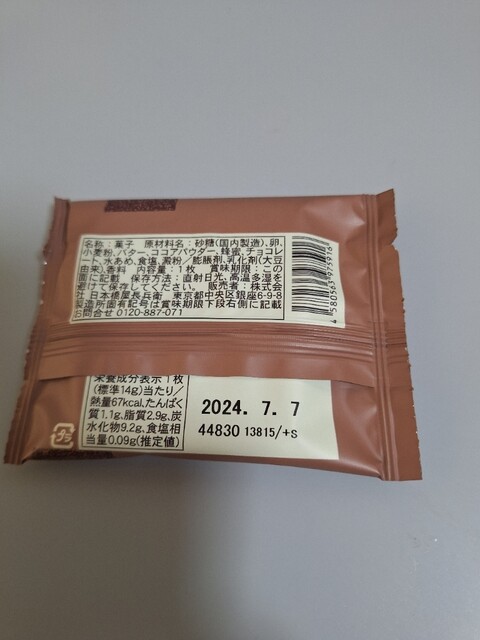 名称：菓子　原材料名：砂糖(国内製造)、卵、
小麦粉、バター、ココアパウダー、蜂蜜、チョコレ
ート、水あめ、食塩、澱粉／膨脹剤、乳化剤(大豆
由来)、香料　内容量：1枚　賞味期限：この
面に記載　保存方法：直射日光、高温多湿を
避けて保存してください。　販売者：株式会
社 日本橋屋長兵衛　東京都中央区銀座6-9-8
製造所固有記号は賞味期限下段右側に記載
お問合せ 0120-887-071
4 580563 975916
栄養成分表示 1枚
(標準14g)当たり／
熱量67kcal、たんぱく
質1.1g、脂質2.9g、炭
水化物9.2g、食塩相
当量0.09g(推定値)
プラ
2024. 7. 7
44830 13815/+S